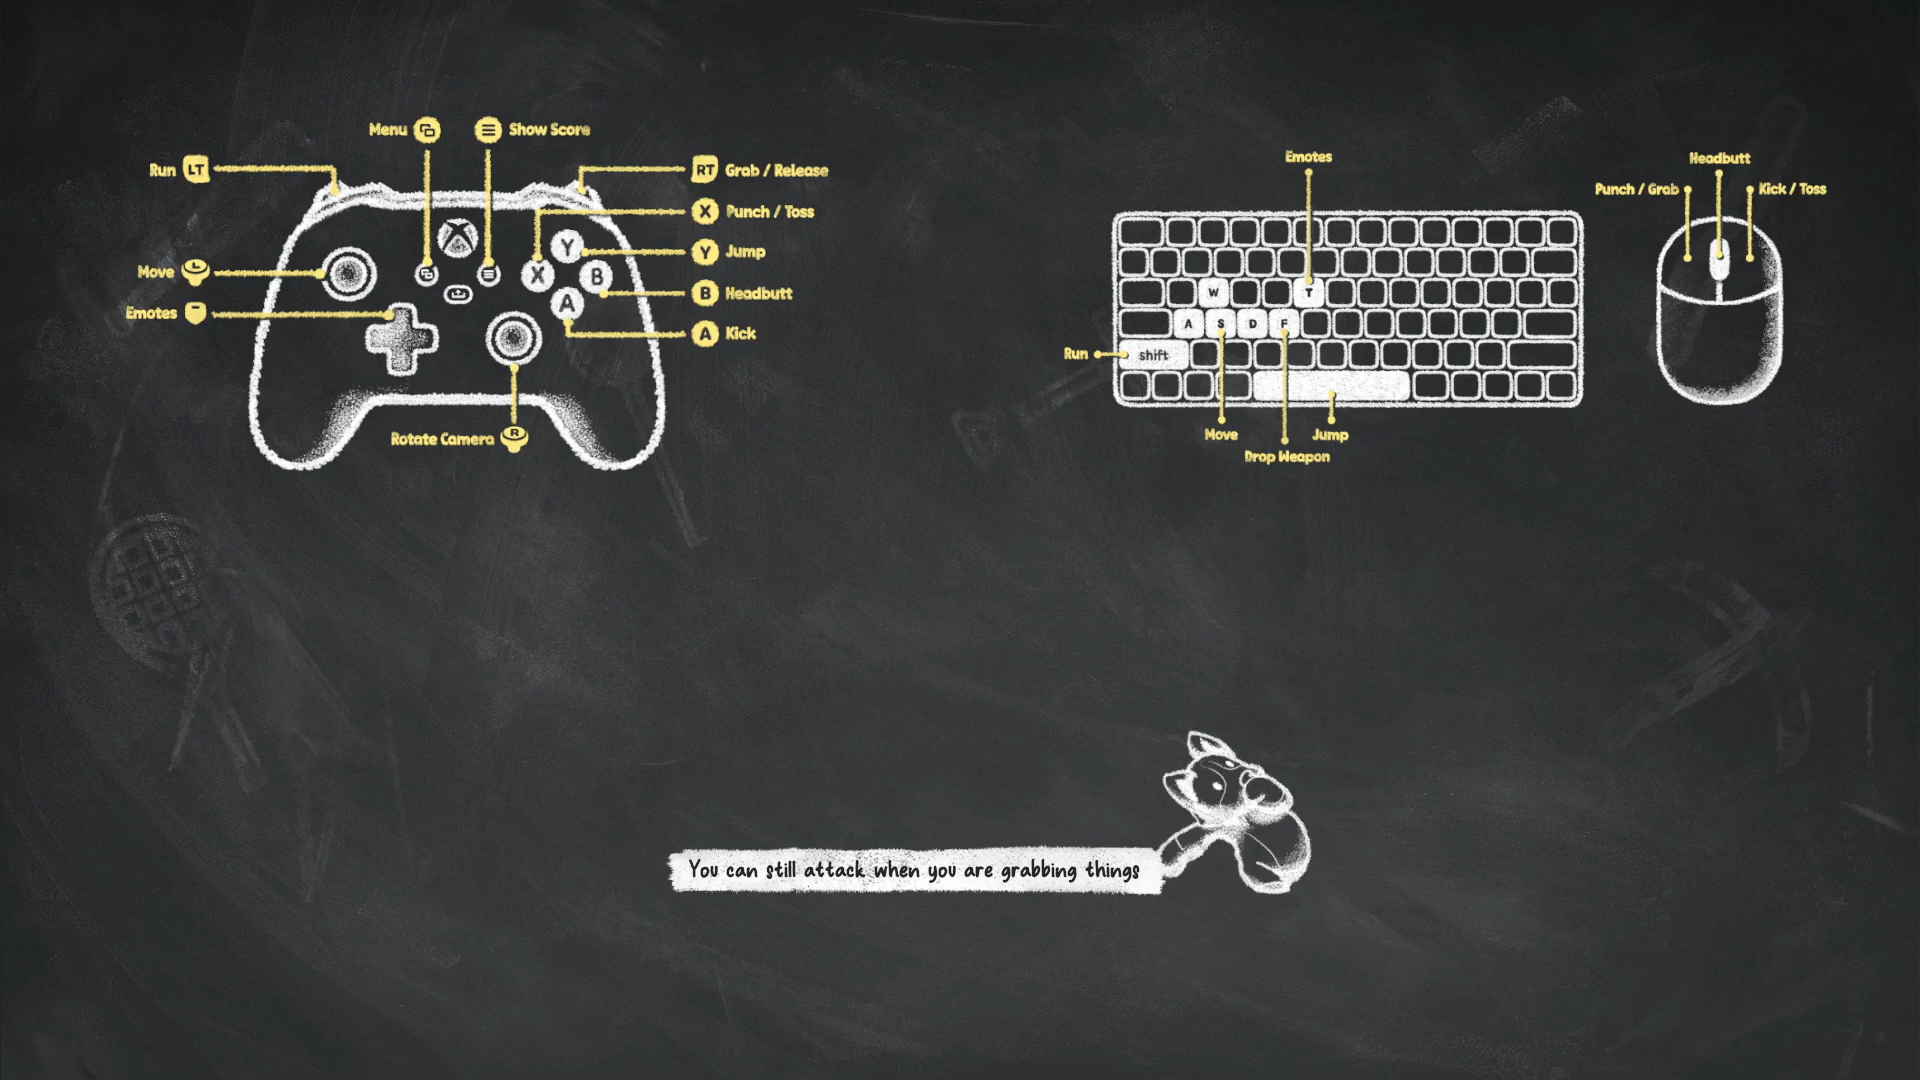 Menu
Show Score
Run LT
RT Grab / Release
X Punch / Toss
Y Jump
B Headbutt
A Kick
Move L
Emotes
Rotate Camera R
Y
X
B
A
Emotes
Headbutt
Punch / Grab
Kick / Toss
W
T
A
S
D
F
Run
shift
Move
Jump
Drop Weapon
You can still attack when you are grabbing things